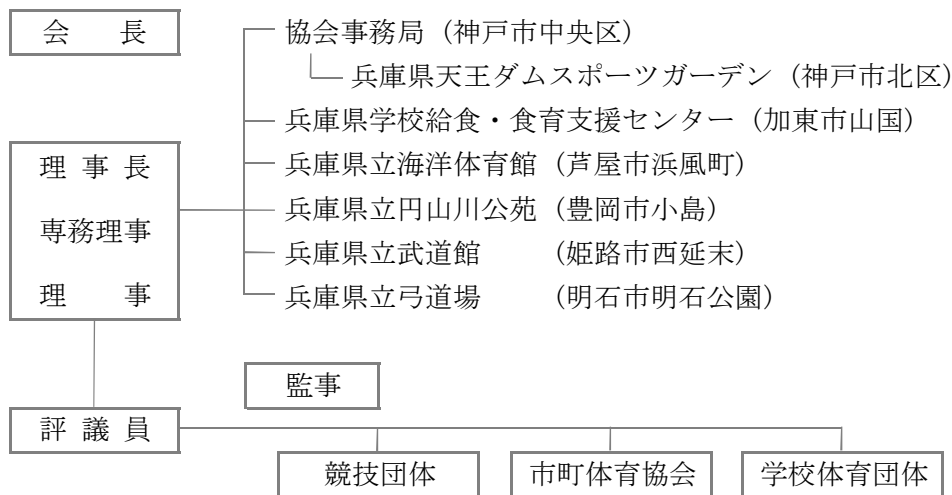 会　　長
協会事務局（神戸市中央区）
兵庫県天王ダムスポーツガーデン（神戸市北区）
兵庫県学校給食・食育支援センター（加東市山国）
理 事 長
兵庫県立海洋体育館（芦屋市浜風町）
専務理事
兵庫県立円山川公苑（豊岡市小島）
兵庫県立武道館　　（姫路市西延末）
理　　事
兵庫県立弓道場　　（明石市明石公園）
監事
評 議 員
競技団体
市町体育協会
学校体育団体